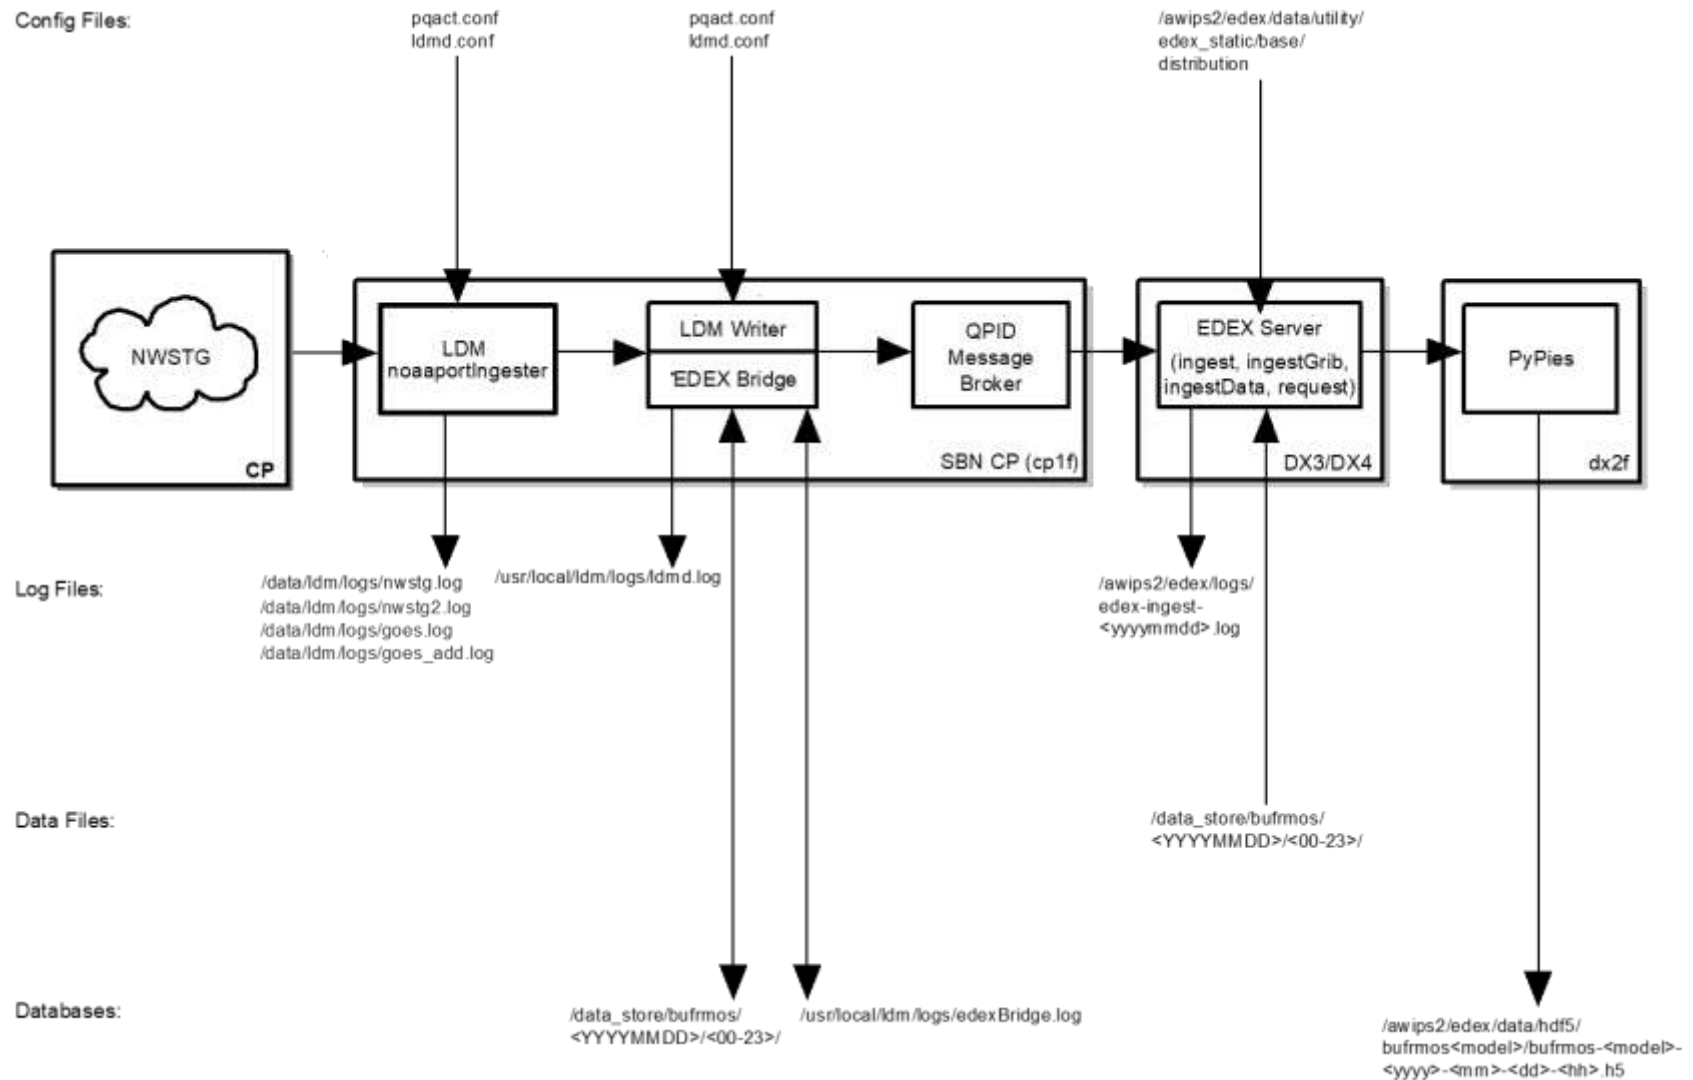 Config Files:
pqact.conf
ldmd.conf
pqact.conf
ldmd.conf
/awips2/edex/data/utility/
edex_static/base/
distribution
NWSTG
CP
LDM
noaaportIngester
LDM Writer
EDEX Bridge
QPID
Message
Broker
SBN CP (cp1f)
EDEX Server
(ingest, ingestGrib,
ingestData, request)
DX3/DX4
PyPies
dx2f
Log Files:
/data/ldm/logs/nwstg.log
/data/ldm/logs/nwstg2.log
/data/ldm/logs/goes.log
/data/ldm/logs/goes_add.log
/usr/local/ldm/logs/ldmd.log
/awips2/edex/logs/
edex-ingest-
<yyyymmdd>.log
Data Files:
/data_store/bufrmos/
<YYYYMMDD>/<00-23>/
Databases:
/data_store/bufrmos/
<YYYYMMDD>/<00-23>/
/usr/local/ldm/logs/edexBridge.log
/awips2/edex/data/hdf5/
bufrmos<model>/bufrmos-<model>-
<yyyy>-<mm>-<dd>-<hh>.h5